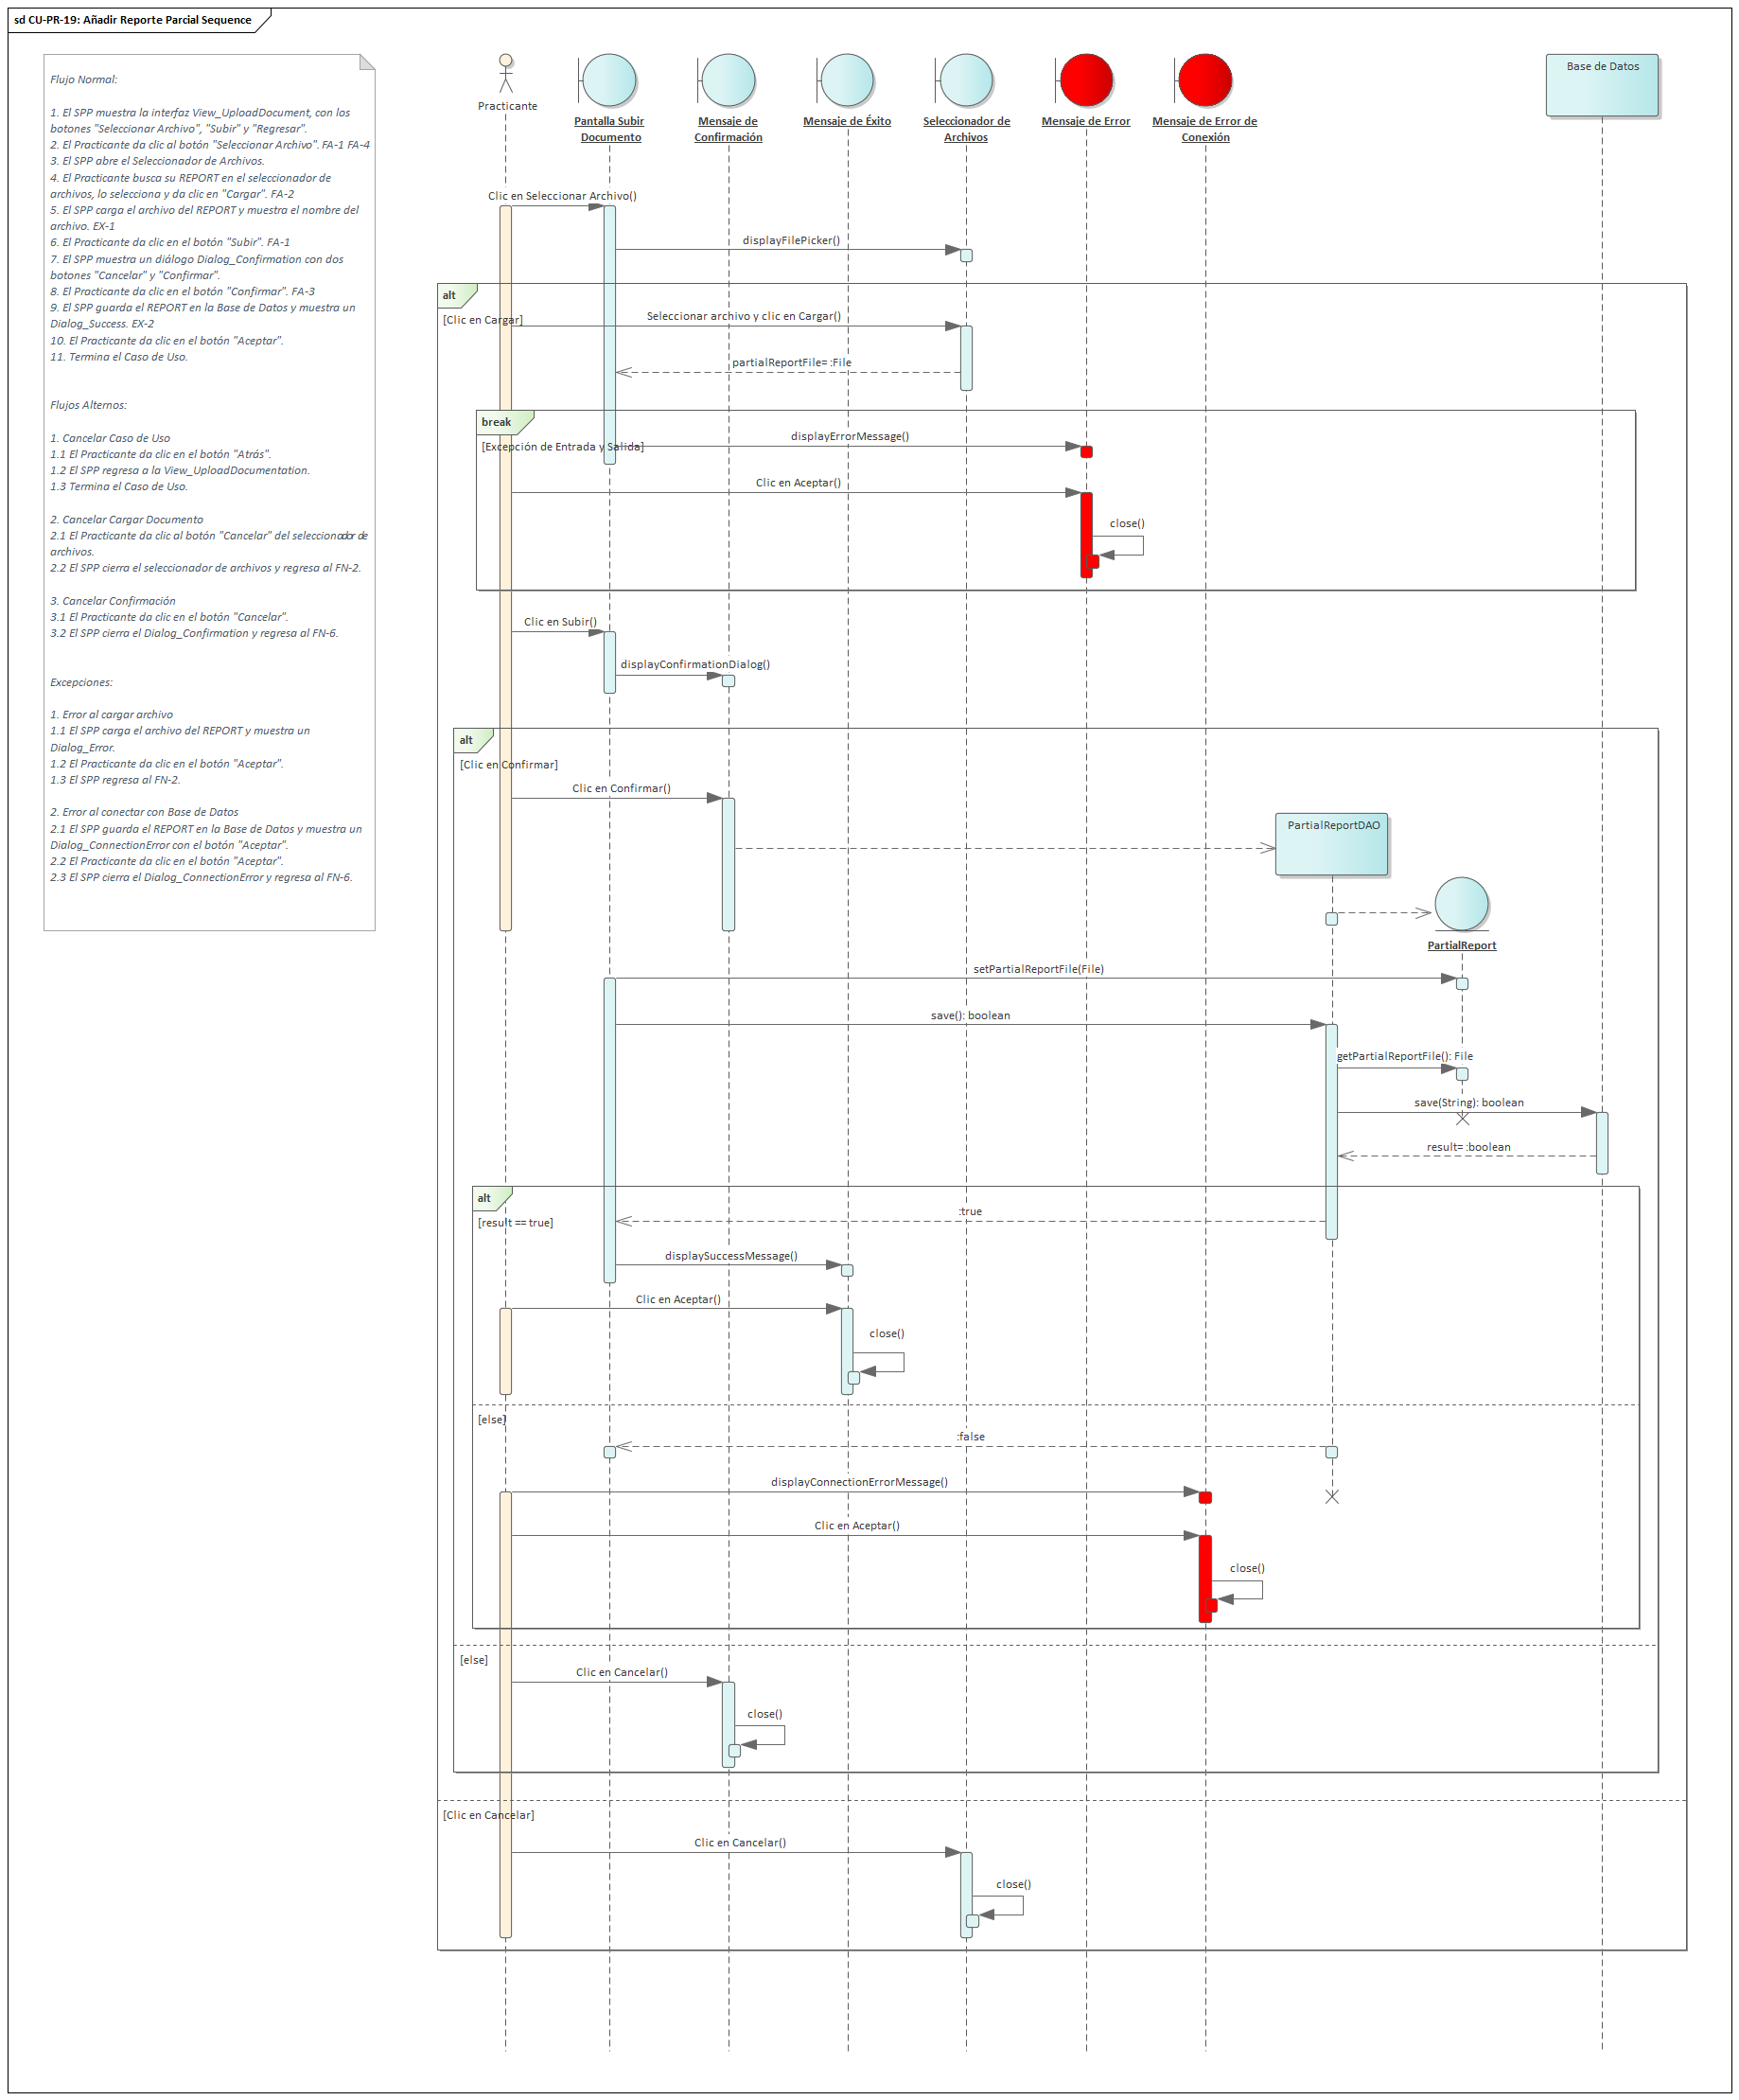 sd CU-PR-19: Añadir Reporte Parcial Sequence
Flujo Normal:
1. El SPP muestra la interfaz View_UploadDocument, con los
botones "Seleccionar Archivo", "Subir" y "Regresar".
2. El Practicante da clic al botón "Seleccionar Archivo". FA-1 FA-4
3. El SPP abre el Seleccionador de Archivos.
4. El Practicante busca su REPORT en el seleccionador de
archivos, lo selecciona y da clic en "Cargar". FA-2
5. El SPP carga el archivo del REPORT y muestra el nombre del
archivo. EX-1
6. El Practicante da clic en el botón "Subir". FA-1
7. El SPP muestra un diálogo Dialog_Confirmation con dos
botones "Cancelar" y "Confirmar".
8. El Practicante da clic en el botón "Confirmar". FA-3
9. El SPP guarda el REPORT en la Base de Datos y muestra un
Dialog_Success. EX-2
10. El Practicante da clic en el botón "Aceptar".
11. Termina el Caso de Uso.
Flujos Alternos:
1. Cancelar Caso de Uso
1.1 El Practicante da clic en el botón "Atrás".
1.2 El SPP regresa a la View_UploadDocumentation.
1.3 Termina el Caso de Uso.
2. Cancelar Cargar Documento
2.1 El Practicante da clic al botón "Cancelar" del seleccionador de
archivos.
2.2 El SPP cierra el seleccionador de archivos y regresa al FN-2.
3. Cancelar Confirmación
3.1 El Practicante da clic en el botón "Cancelar".
3.2 El SPP cierra el Dialog_Confirmation y regresa al FN-6.
Excepciones:
1. Error al cargar archivo
1.1 El SPP carga el archivo del REPORT y muestra un
Dialog_Error.
1.2 El Practicante da clic en el botón "Aceptar".
1.3 El SPP regresa al FN-2.
2. Error al conectar con Base de Datos
2.1 El SPP guarda el REPORT en la Base de Datos y muestra un
Dialog_ConnectionError con el botón "Aceptar".
2.2 El Practicante da clic en el botón "Aceptar".
2.3 El SPP cierra el Dialog_ConnectionError y regresa al FN-6.
Practicante
Pantalla Subir
Documento
Mensaje de
Confirmación
Mensaje de Éxito
Seleccionador de
Archivos
Mensaje de Error
Mensaje de Error de
Conexión
Base de Datos
Clic en Seleccionar Archivo()
displayFilePicker()
alt
[Clic en Cargar]
Seleccionar archivo y clic en Cargar()
partialReportFile= :File
break
[Excepción de Entrada y Salida]
displayErrorMessage()
Clic en Aceptar()
close()
Clic en Subir()
displayConfirmationDialog()
alt
[Clic en Confirmar]
Clic en Confirmar()
PartialReportDAO
PartialReport
setPartialReportFile(File)
save(): boolean
getPartialReportFile(): File
save(String): boolean
result= :boolean
alt
[result == true]
:true
displaySuccessMessage()
Clic en Aceptar()
close()
[else]
:false
displayConnectionErrorMessage()
Clic en Aceptar()
close()
[else]
Clic en Cancelar()
close()
[Clic en Cancelar]
Clic en Cancelar()
close()